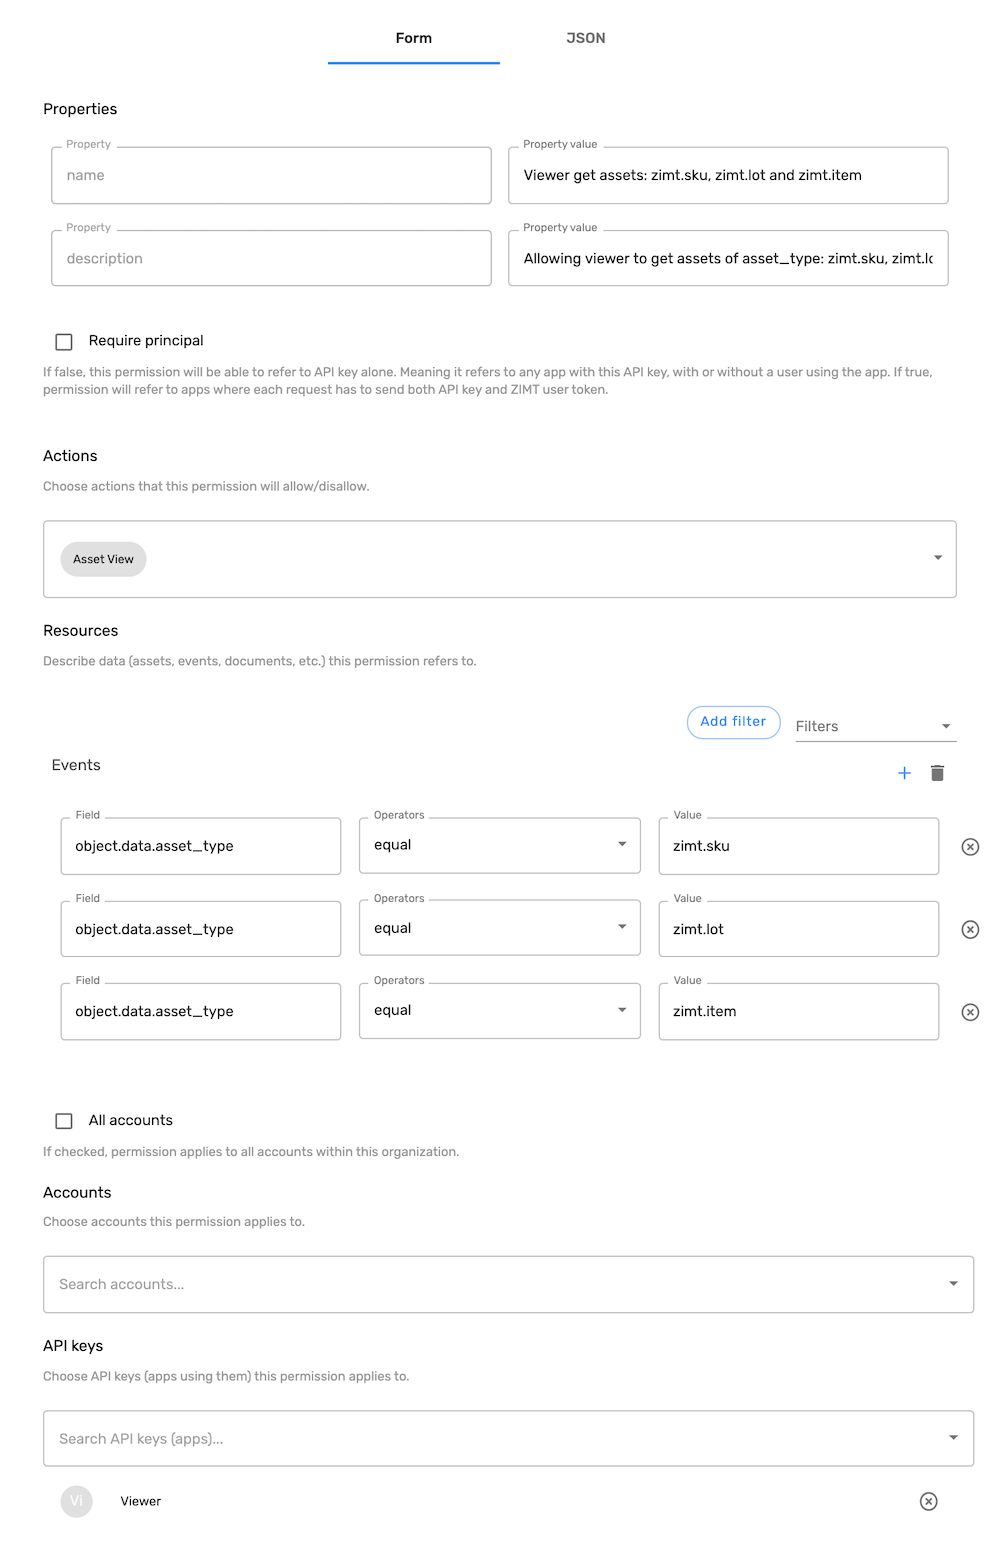 Form
JSON
Properties
Property
name
Property value
Viewer get assets: zimt.sku, zimt.lot and zimt.item
Property
description
Property value
Allowing viewer to get assets of asset_type: zimt.sku, zimt.lo
Require principal
If false, this permission will be able to refer to API key alone. Meaning it refers to any app with this API key, with or without a user using the app. If true,
permission will refer to apps where each request has to send both API key and ZIMT user token.
Actions
Choose actions that this permission will allow/disallow.
Asset View
Resources
Describe data (assets, events, documents, etc.) this permission refers to.
Add filter
Filters
Events
Field
object.data.asset_type
Operators
equal
Value
zimt.sku
Field
object.data.asset_type
Operators
equal
Value
zimt.lot
Field
object.data.asset_type
Operators
equal
Value
zimt.item
All accounts
If checked, permission applies to all accounts within this organization.
Accounts
Choose accounts this permission applies to.
Search accounts...
API keys
Choose API keys (apps using them) this permission applies to.
Search API keys (apps)...
Vi
Viewer